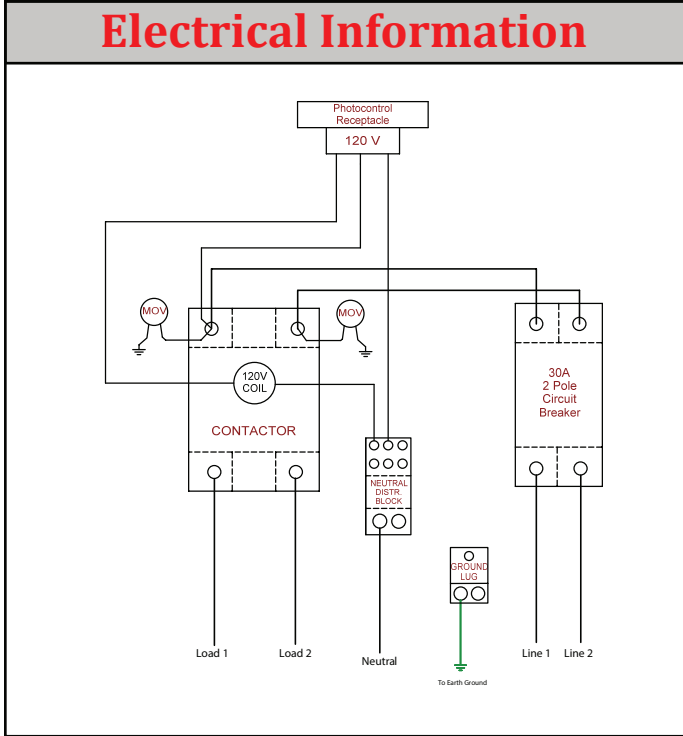 Electrical Information
Photocontrol
Receptacle
120 V
MOV
MOV
120V
COIL
CONTACTOR
30A
2 Pole
Circuit
Breaker
NEUTRAL
DISTR.
BLOCK
GROUND
LUG
Load 1
Load 2
Neutral
Line 1
Line 2
To Earth Ground